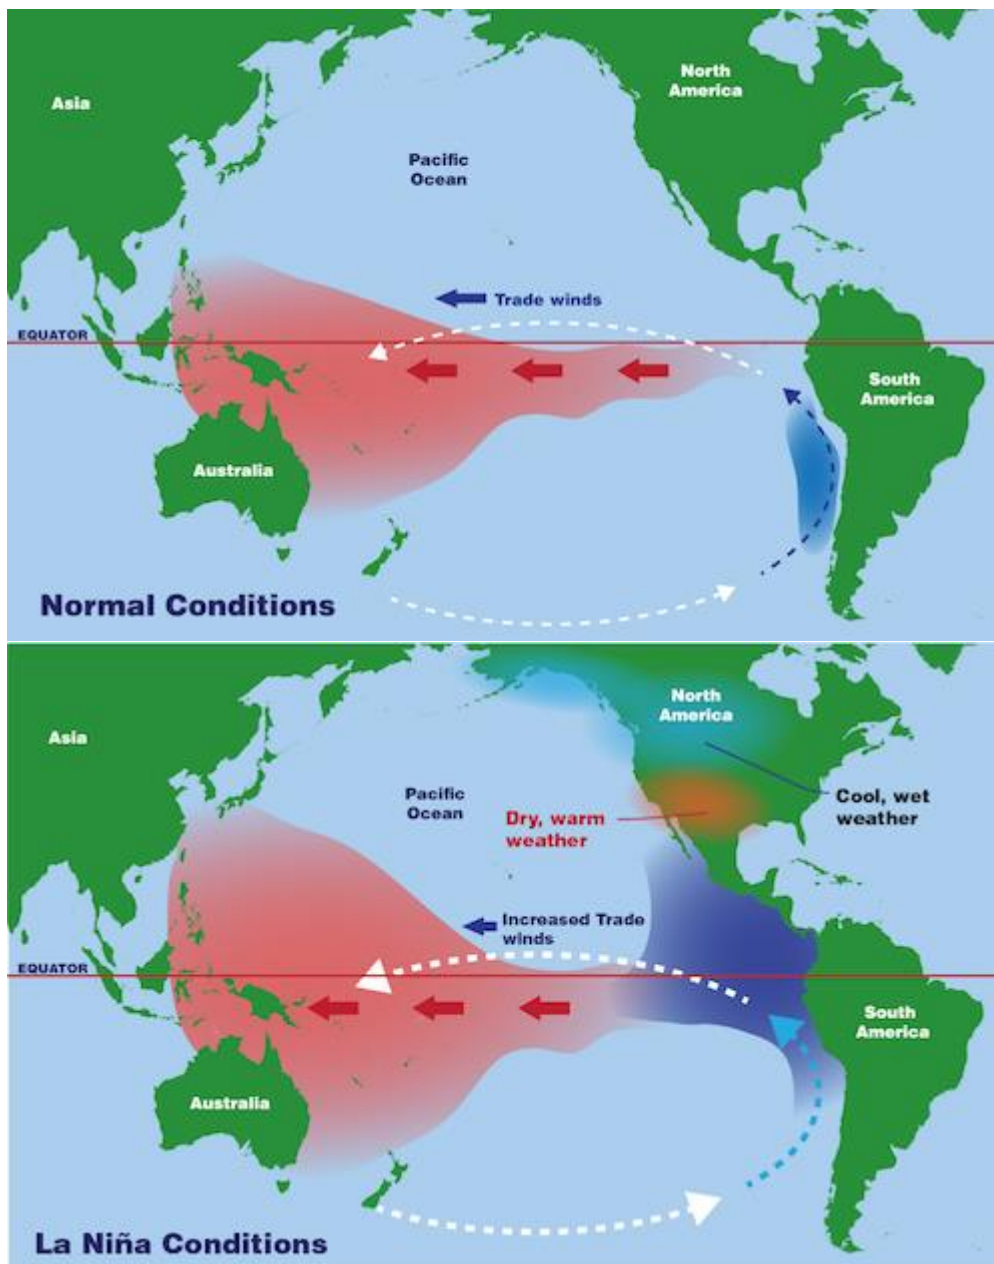 North
America
Asia
Pacific
Ocean
Trade winds
EQUATOR
South
America
Australia
Normal Conditions
North
America
Asia
Pacific
Ocean
Cool, wet
weather
Dry, warm
weather
Increased Trade
winds
EQUATOR
South
America
Australia
La Niña Conditions